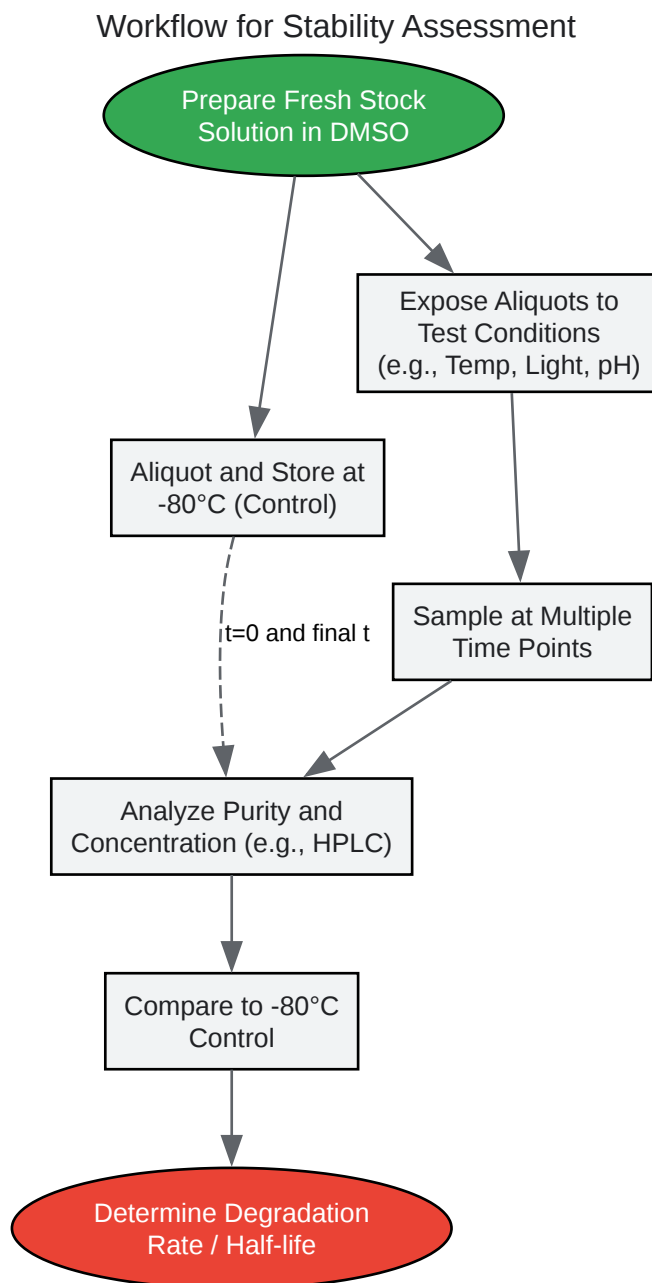 Workflow for Stability Assessment
Prepare Fresh Stock
Solution in DMSO
Expose Aliquots to
Test Conditions
(e.g., Temp, Light, pH)
Aliquot and Store at
-80°C (Control)
t=0 and final t
Sample at Multiple
Time Points
Analyze Purity and
Concentration (e.g., HPLC)
Compare to -80°C
Control
Determine Degradation
Rate / Half-life